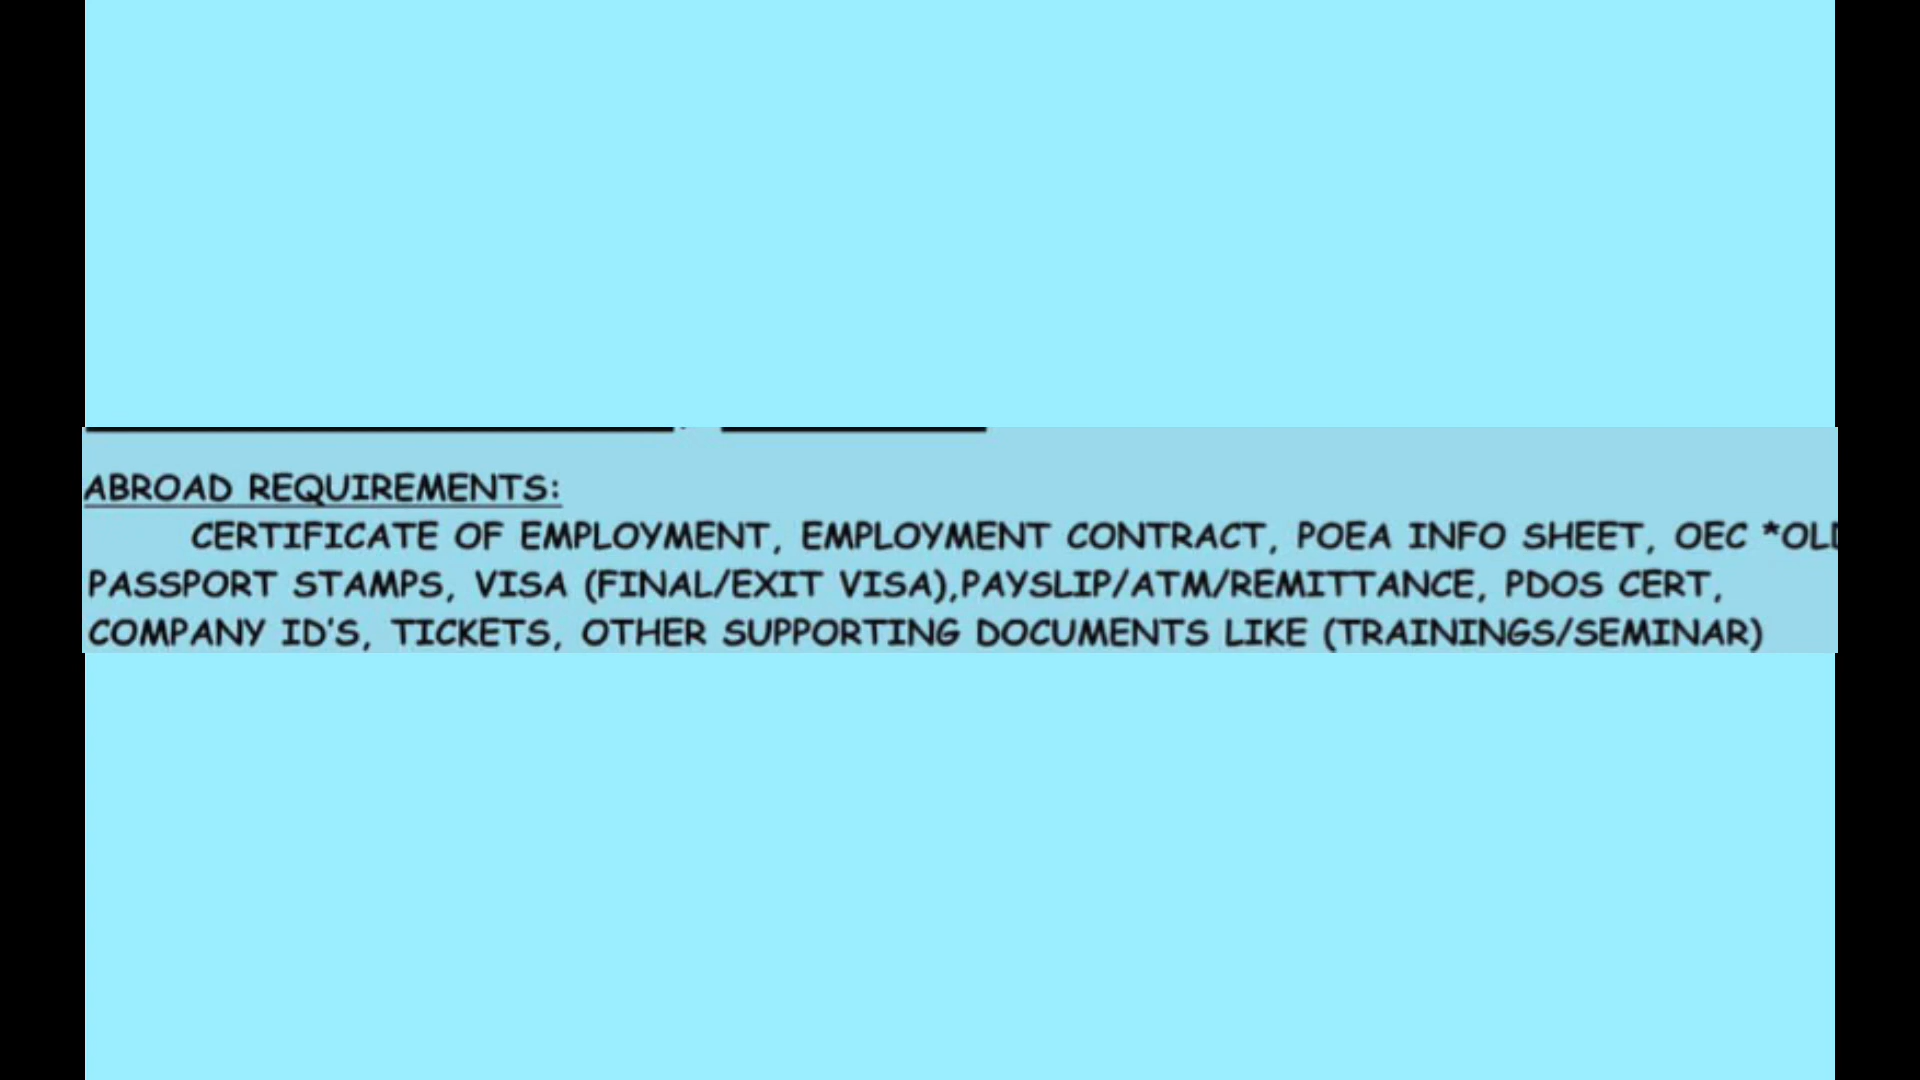 ABROAD REQUIREMENTS:
CERTIFICATE OF EMPLOYMENT, EMPLOYMENT CONTRACT, POEA INFO SHEET, OEC *OLD
PASSPORT STAMPS, VISA (FINAL/EXIT VISA),PAYSLIP/ATM/REMITTANCE, PDOS CERT,
COMPANY ID'S, TICKETS, OTHER SUPPORTING DOCUMENTS LIKE (TRAININGS/SEMINAR)